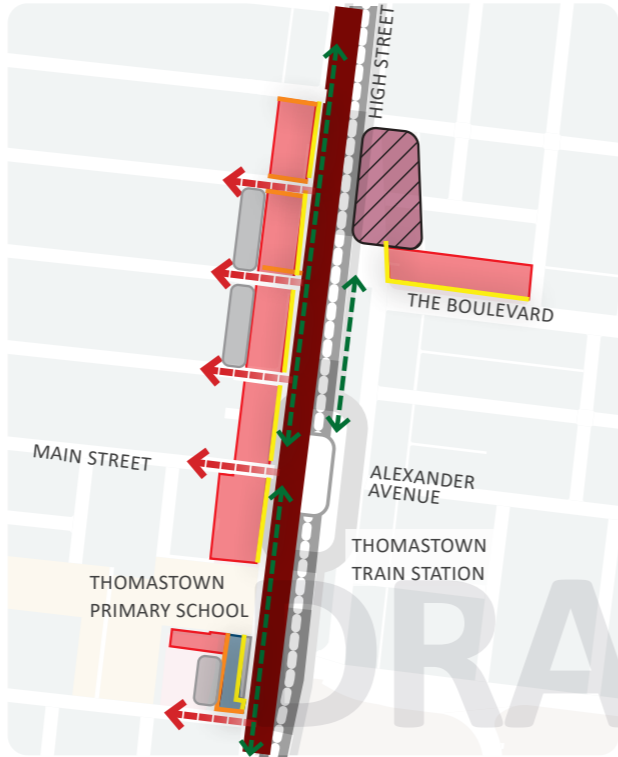 HIGH STREET
THE BOULEVARD
MAIN STREET
ALEXANDER
AVENUE
THOMASTOWN
TRAIN STATION
THOMASTOWN
PRIMARY SCHOOL
DRA